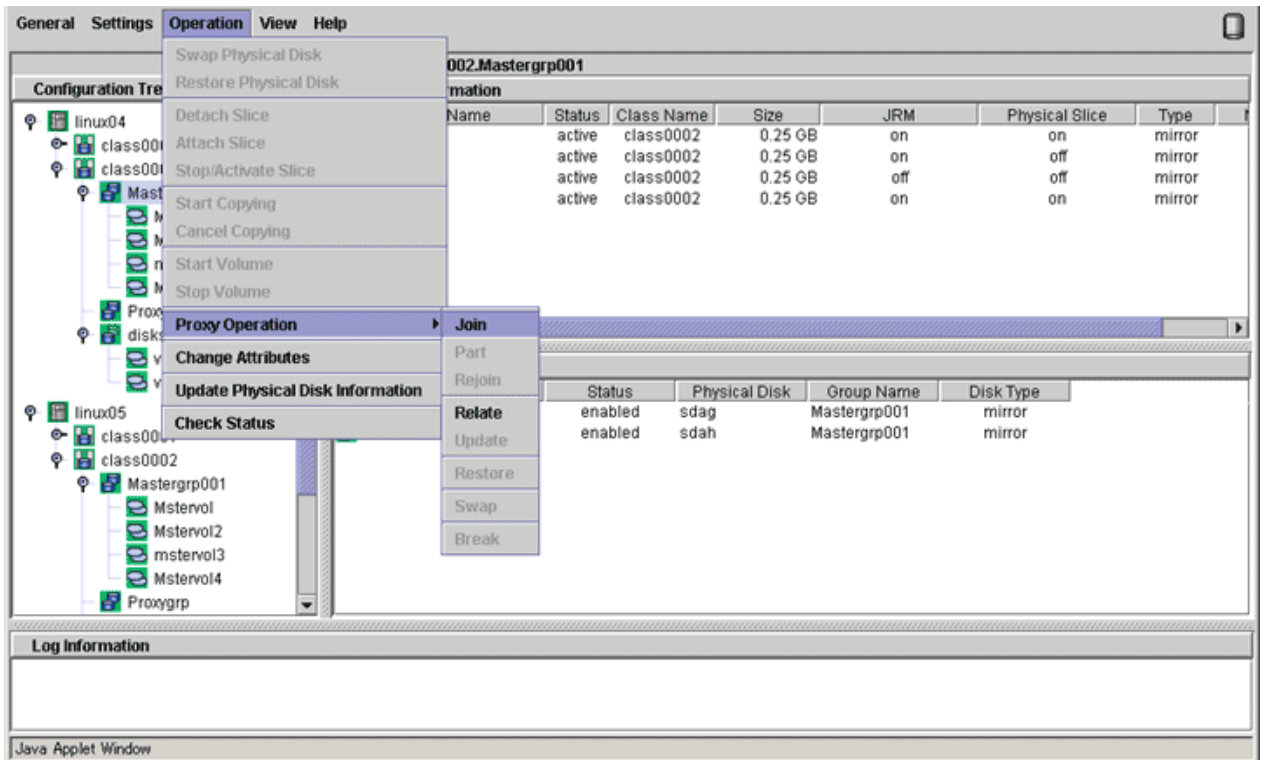 General Settings Operation View Help
002.Mastergrp001
Configuration Tre
rmation
Swap Physical Disk
Restore Physical Disk
Detach Slice
Attach Slice
Stop/Activate Slice
Start Copying
Cancel Copying
Start Volume
Stop Volume
Proxy Operation
Change Attributes
Update Physical Disk Information
Check Status
Join
Part
Rejoin
Relate
Update
Restore
Swap
Break
linux04
class00
class00
Mast
M
M
n
M
Prox
disks
v
v
linux05
class0001
class0002
Mastergrp001
Mstervol
Mstervol2
mstervol3
Mstervol4
Proxygrp
Name Status Class Name Size JRM Physical Slice Type
active class0002 0.25 GB on on mirror
active class0002 0.25 GB on off mirror
active class0002 0.25 GB off off mirror
active class0002 0.25 GB on on mirror
Status Physical Disk Group Name Disk Type
enabled sdag Mastergrp001 mirror
enabled sdah Mastergrp001 mirror
Log Information
Java Applet Window